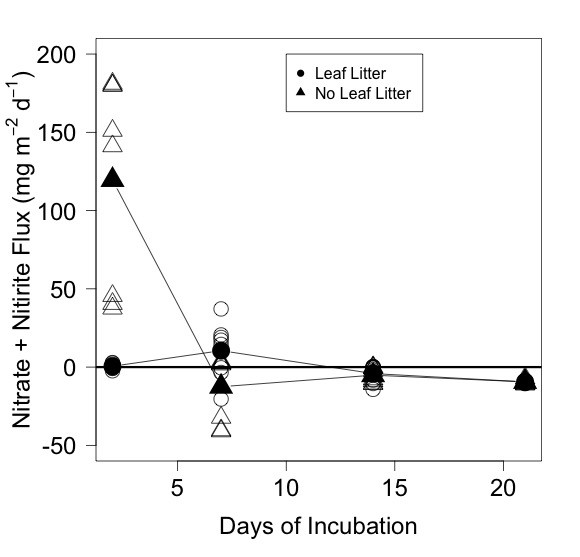 Nitrate + Nitirite Flux (mg m⁻² d⁻¹)
200
150
100
50
0
-50
Leaf Litter
No Leaf Litter
5 10 15 20
Days of Incubation